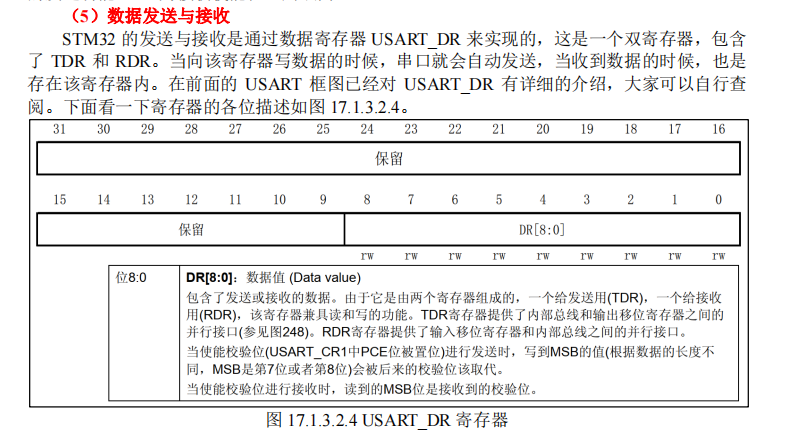 （5）数据发送与接收
STM32 的发送与接收是通过数据寄存器 USART_DR 来实现的，这是一个双寄存器，包含
了 TDR 和 RDR。当向该寄存器写数据的时候，串口就会自动发送，当收到数据的时候，也是
存在该寄存器内。在前面的 USART 框图已经对 USART_DR 有详细的介绍，大家可以自行查
阅。下面看一下寄存器的各位描述如图 17.1.3.2.4。
31 30 29 28 27 26 25 24 23 22 21 20 19 18 17 16
保留
15 14 13 12 11 10 9 8 7 6 5 4 3 2 1 0
保留 DR[8:0]
rw rw rw rw rw rw rw rw rw
位8:0 DR[8:0]：数据值 (Data value)
包含了发送或接收的数据。由于它是由两个寄存器组成的，一个给发送用(TDR)，一个给接收
用(RDR)，该寄存器兼具读和写的功能。TDR寄存器提供了内部总线和输出移位寄存器之间的
并行接口(参见图248)。RDR寄存器提供了输入移位寄存器和内部总线之间的并行接口。
当使能校验位(USART_CR1中PCE位被置位)进行发送时，写到MSB的值(根据数据的长度不
同，MSB是第7位或者第8位)会被后来的校验位该取代。
当使能校验位进行接收时，读到的MSB位是接收到的校验位。
图 17.1.3.2.4 USART_DR 寄存器